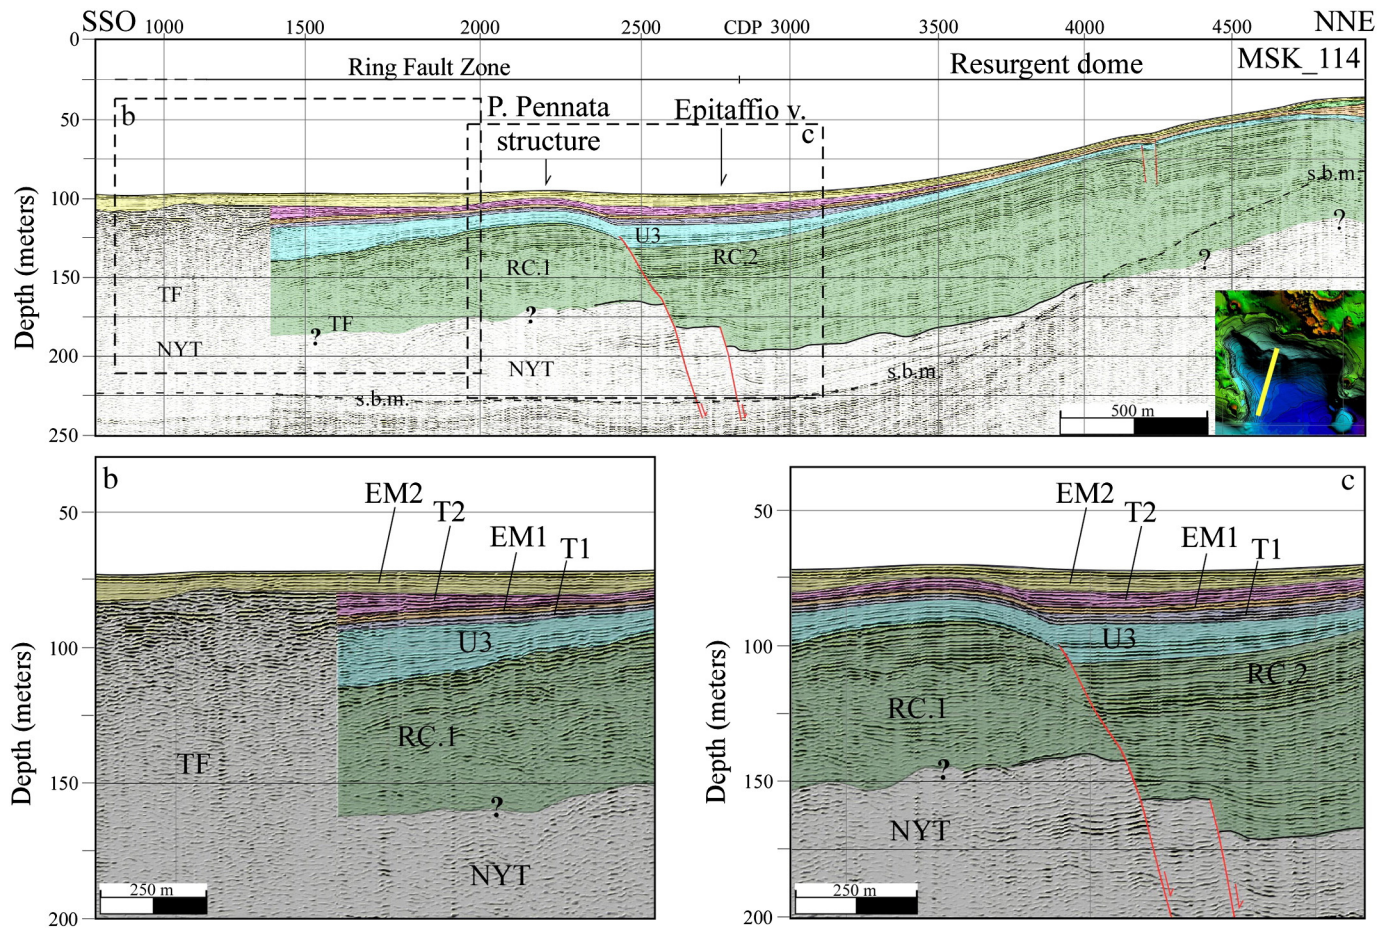 SSO 1000 1500 2000 2500 CDP 3000 3500 4000 4500 NNE
0
MSK_114
Ring Fault Zone
Resurgent dome
b
P. Pennata
structure
Epitaffio v.
c
50
100
150
200
250
Depth (meters)
s.b.m.
U3
RC.1
RC.2
TF
TF
?
?
?
?
NYT
NYT
s.b.m.
s.b.m.
500 m
b
EM2
T2
EM1
T1
50
100
150
200
Depth (meters)
U3
RC.1
TF
?
NYT
250 m
c
EM2
T2
EM1
T1
50
100
150
200
Depth (meters)
U3
RC.2
RC.1
?
NYT
250 m